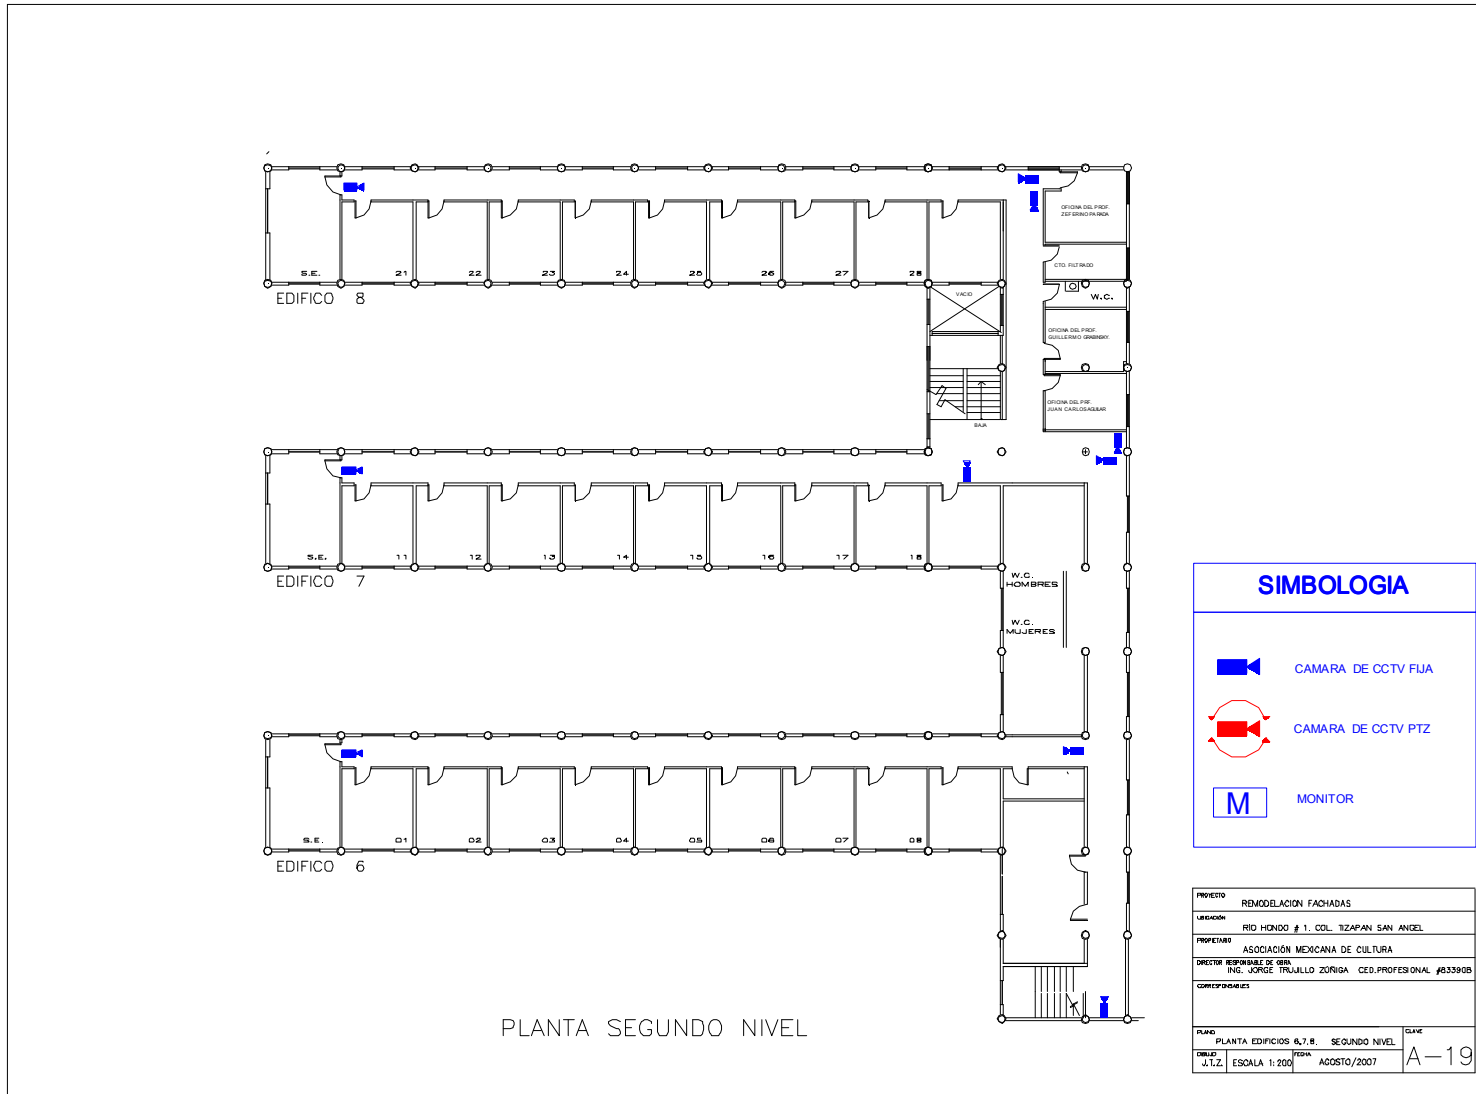 OFICINA DEL PROF.
ZEFERINO PARADA
CTO. FILTRADO
W.C.
OFICINA DEL PROF.
GUILLERMO GRABINSKY.
OFICINA DEL PRF.
JUAN CARLOS AGUILAR
VACIO
BAJA
S.E. 21 22 23 24 25 26 27 28
EDIFICO 8
S.E. 11 12 13 14 15 16 17 18
EDIFICO 7
W.C.
HOMBRES
W.C.
MUJERES
S.E. 01 02 03 04 05 06 07 08
EDIFICO 6
PLANTA SEGUNDO NIVEL
SIMBOLOGIA
CAMARA DE CCTV FIJA
CAMARA DE CCTV PTZ
M MONITOR
PROYECTO
REMODELACION FACHADAS
UBICACIÓN
RÍO HONDO # 1. COL. TIZAPAN SAN ANGEL
PROPIETARIO
ASOCIACIÓN MEXICANA DE CULTURA
DIRECTOR RESPONSABLE DE OBRA
ING. JORGE TRUJILLO ZÚÑIGA CED.PROFESIONAL
CORRESPONSABLES
PLANO
PLANTA EDIFICIOS 6,7,8. SEGUNDO NIVEL
CLAVE
A-19
DIBUJO
J.T.Z.
ESCALA 1: 200
FECHA
AGOSTO/2007